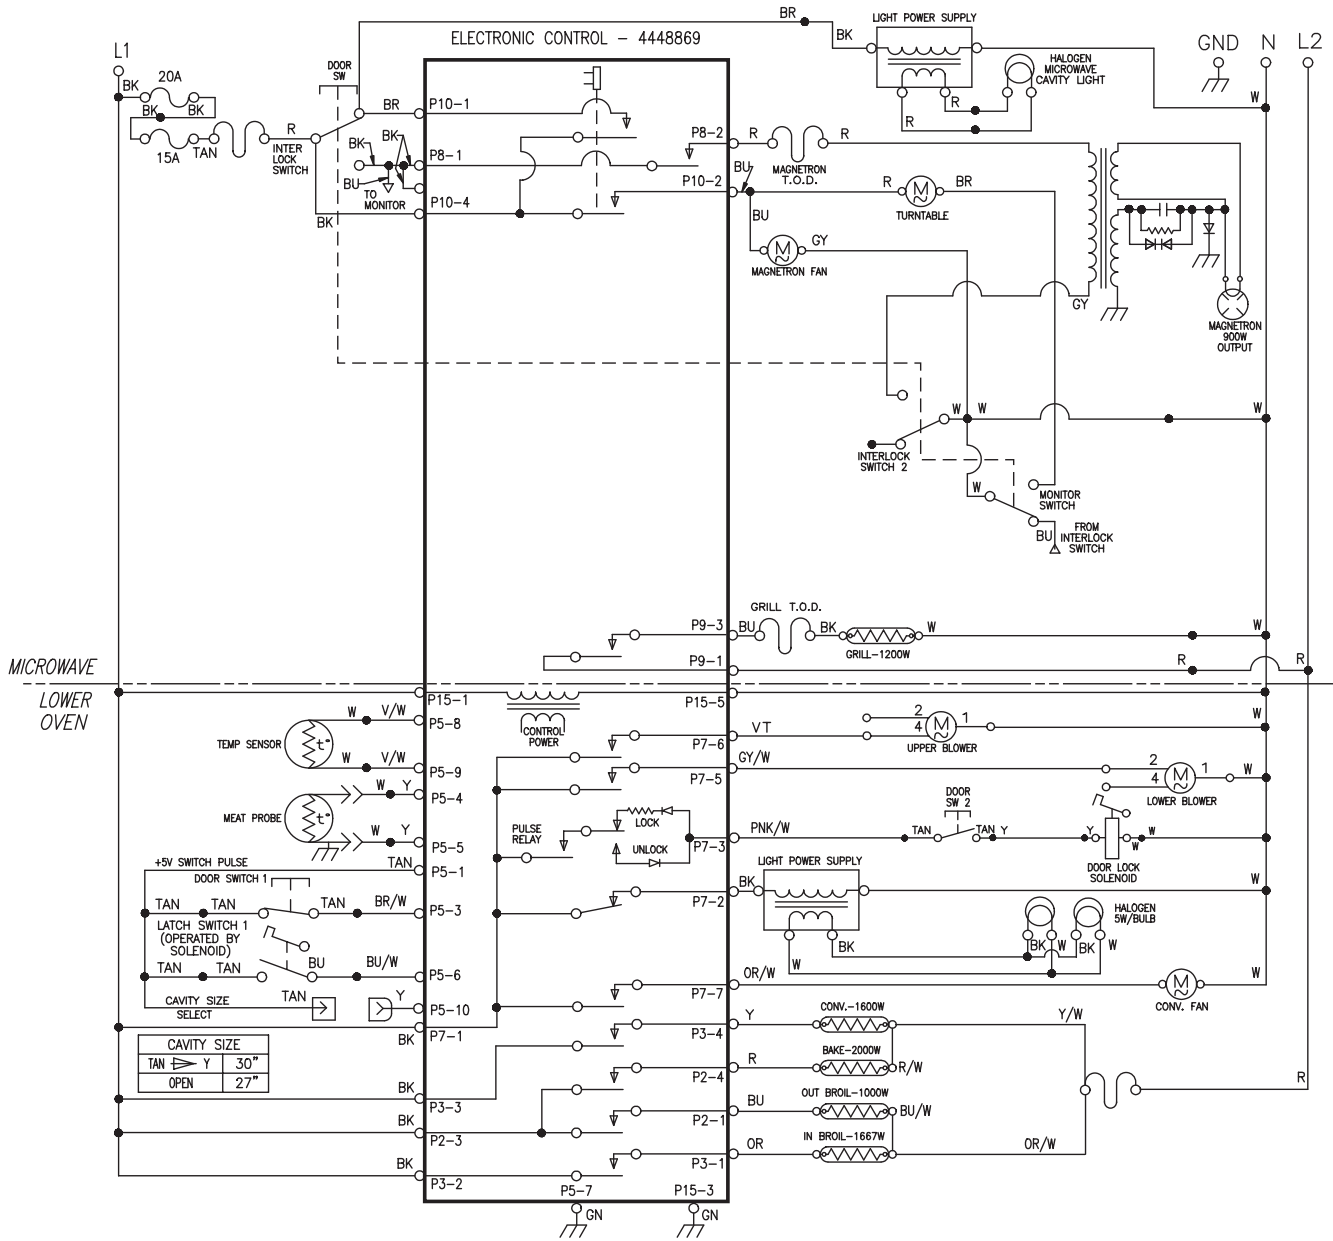 BR
LIGHT POWER SUPPLY
BK
ELECTRONIC CONTROL - 4448869
L1
GND N L2
HALOGEN
MICROWAVE
CAVITY LIGHT
DOOR
SW
BK
20A
BK BK
15A TAN
R
INTER
LOCK
SWITCH
BR
P10-1
R
R
W
BK
BK
P8-1
BU
TO
MONITOR
P10-4
BK
P8-2
R R
MAGNETRON
T.O.D.
P10-2
BU
R BR
TURNTABLE
BU
GY
MAGNETRON FAN
GY
MAGNETRON
900W
OUTPUT
W W
W
INTERLOCK
SWITCH 2
W
MONITOR
SWITCH
BU
FROM
INTERLOCK
SWITCH
GRILL T.O.D.
P9-3
BU BK
W
W
GRILL-1200W
P9-1
R
R
MICROWAVE
LOWER
OVEN
P15-1
P15-5
CONTROL
POWER
W V/W
P5-8
TEMP SENSOR
t°
W V/W
P5-9
P7-6
VT
2
4
1
UPPER BLOWER
P7-5
GY/W
2
4
1
W
LOWER BLOWER
W Y
P5-4
MEAT PROBE
t°
W Y
P5-5
LOCK
PULSE
RELAY
UNLOCK
P7-3
PNK/W
DOOR
SW 2
TAN
TAN Y
Y
W
W
DOOR LOCK
SOLENOID
+5V SWITCH PULSE
TAN
P5-1
DOOR SWITCH 1
TAN TAN TAN BR/W
P5-3
LATCH SWITCH 1
(OPERATED BY
SOLENOID)
TAN TAN BU BU/W
P5-6
LIGHT POWER SUPPLY
P7-2
BK
W
HALOGEN
5W/BULB
BK
W
BK W BK W
CAVITY SIZE
SELECT
TAN
Y
P5-10
P7-7
OR/W
W
CONV. FAN
P7-1
BK
CAVITY SIZE
TAN Y 30"
OPEN 27"
CONV.-1600W
P3-4
Y
Y/W
BAKE-2000W
P2-4
R
R/W
R
BK
P3-3
OUT BROIL-1000W
P2-1
BU
BU/W
BK
P2-3
IN BROIL-1667W
P3-1
OR
OR/W
BK
P3-2
P5-7
P15-3
GN
GN